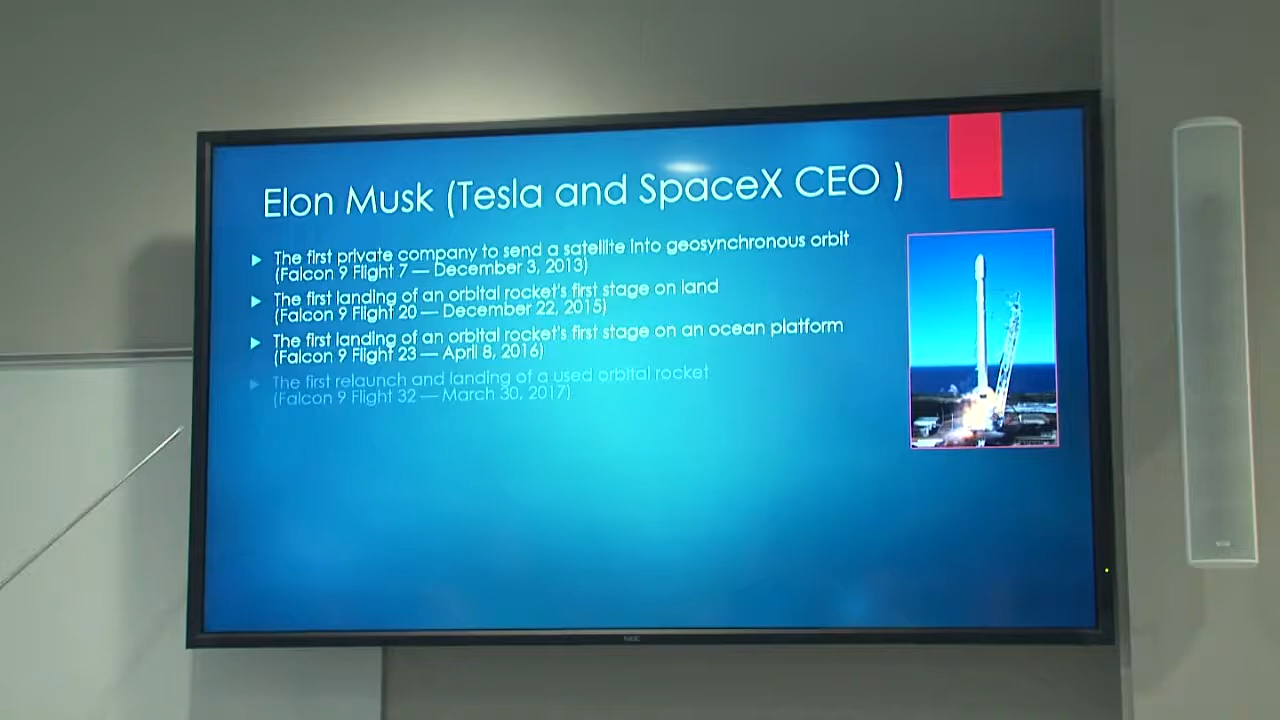 Elon Musk (Tesla and SpaceX CEO )
The first private company to send a satellite into geosynchronous orbit
(Falcon 9 Flight 7 — December 3, 2013)
The first landing of an orbital rocket's first stage on land
(Falcon 9 Flight 20 — December 22, 2015)
The first landing of an orbital rocket's first stage on an ocean platform
(Falcon 9 Flight 23 — April 8, 2016)
The first relaunch and landing of a used orbital rocket
(Falcon 9 Flight 32 — March 30, 2017)
NEC